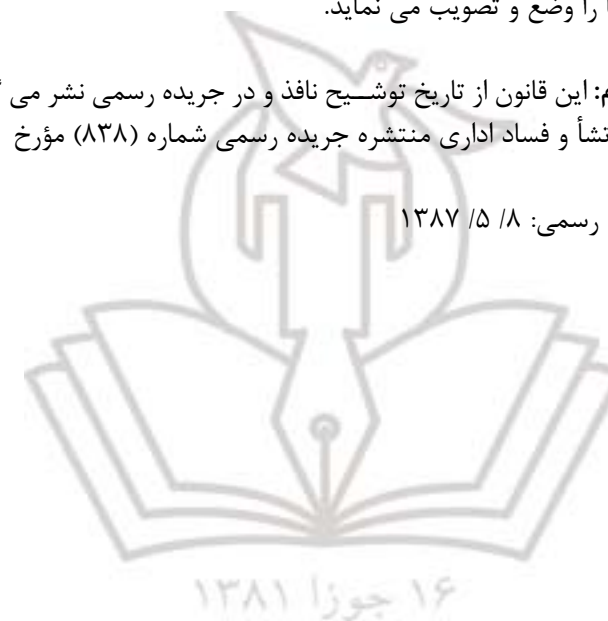 را وضع و تصویب می نماید.
م: این قانون از تاریخ توشیح نافذ و در جریده رسمی نشر می
نشأ و فساد اداری منتشره جریده رسمی شماره (۸۳۸) مؤرخ
رسمی: ۸/ ۵/ ۱۳۸۷
۱۶ جوزا ۱۳۸۱